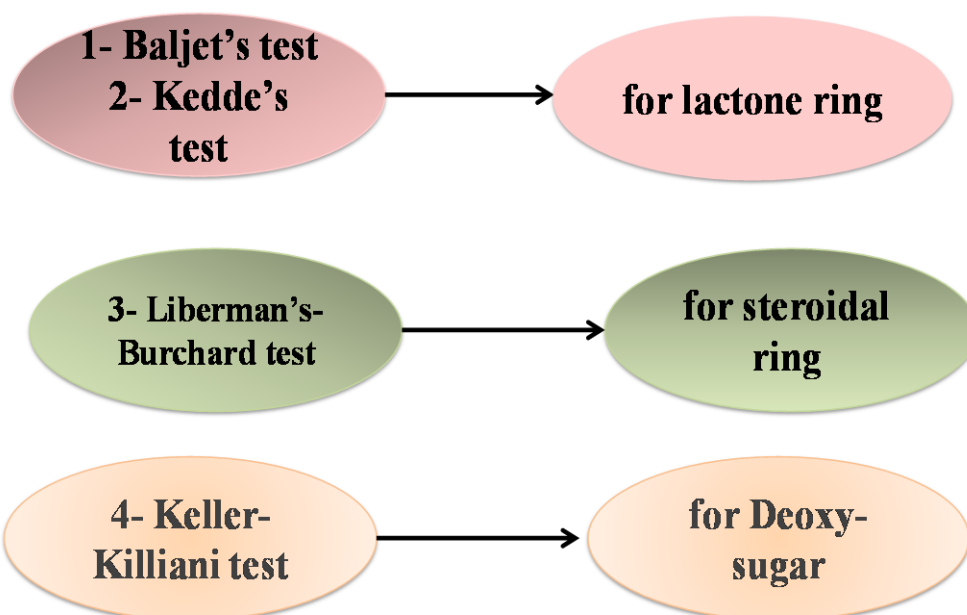 1- Baljet's test
2- Kedde's
test
for lactone ring
3- Liberman's-
Burchard test
for steroidal
ring
4- Keller-
Killiani test
for Deoxy-
sugar